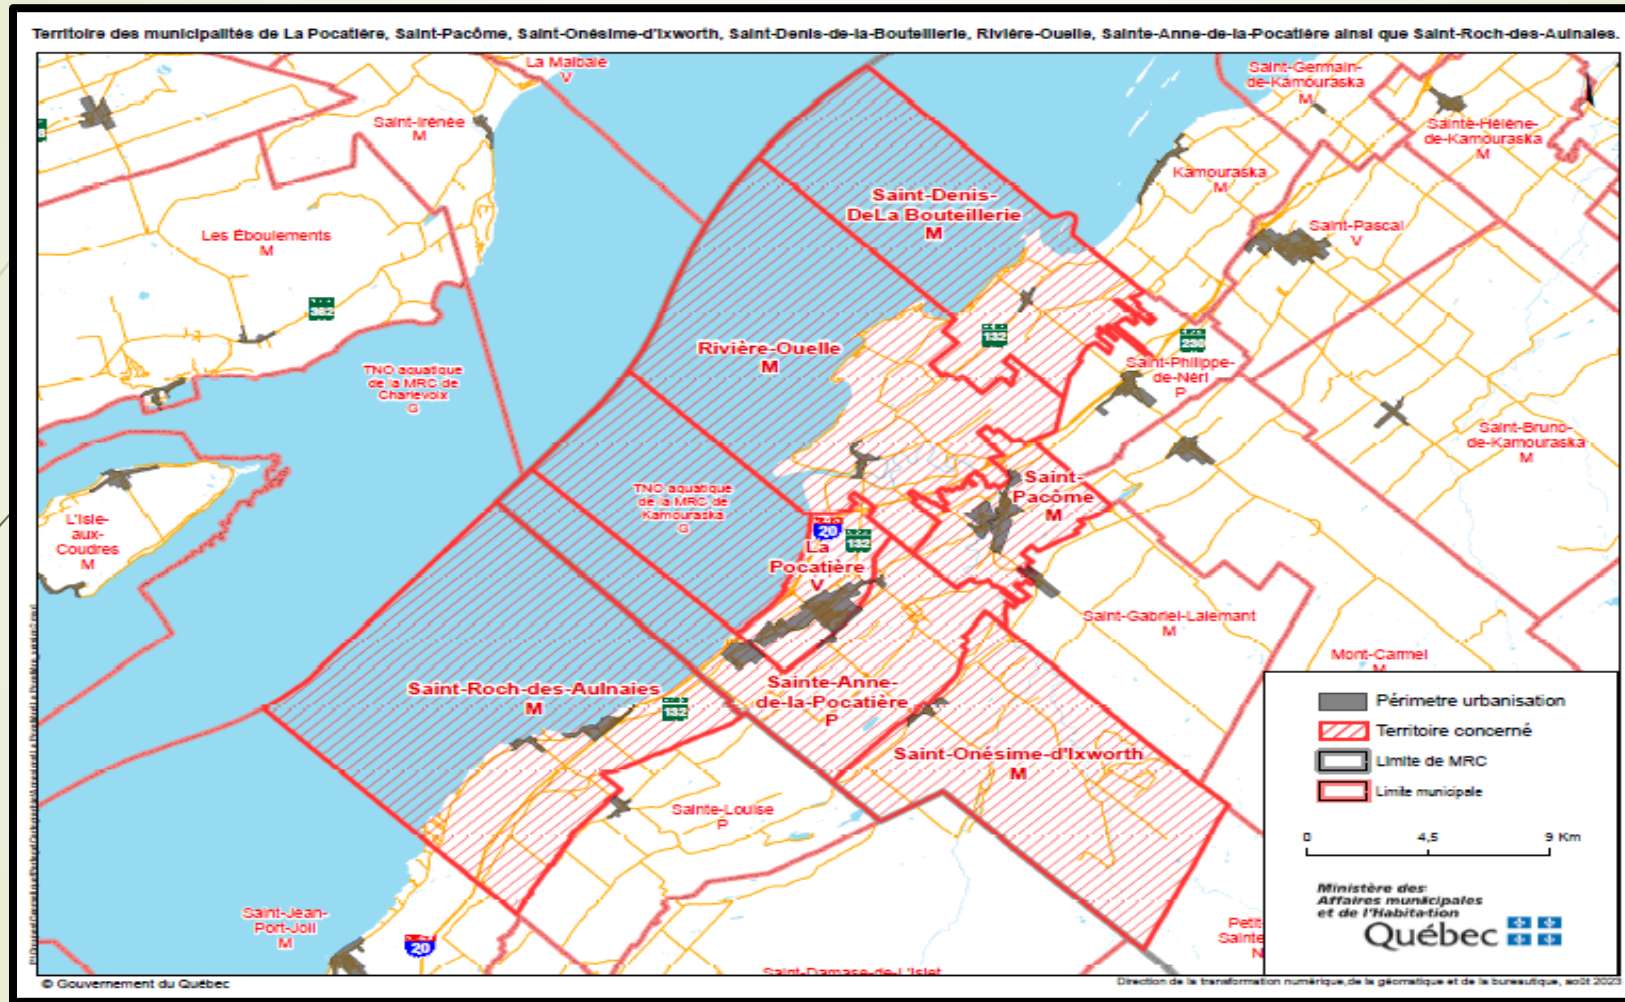 Territoire des municipalités de La Pocatière, Saint-Pacôme, Saint-Onésime-d'Ixworth, Saint-Denis-de-la-Bouteillerie, Rivière-Ouelle, Sainte-Anne-de-la-Pocatière ainsi que Saint-Roch-des-Aulnaies.
La Malbaie
V
Saint-Germain-
de-Kamouraska
M
Saint-Irénée
M
Sainte-Hélène-
de-Kamouraska
M
Kamouraska
M
Saint-Denis-
DeLa Bouteillerie
M
Saint-Pascal
V
Les Éboulements
M
362
132
230
Rivière-Ouelle
M
Saint-Philippe-
de-Néri
P
TNO aquatique
de la MRC de
Charlevoix
G
Saint-Bruno-
de-Kamouraska
M
TNO aquatique
de la MRC de
Kamouraska
G
Saint-
Pacôme
M
L'Isle-
aux-
Coudres
M
20
132
La
Pocatière
V
Saint-Gabriel-Lalemant
M
Mont-Carmel
M
Saint-Roch-des-Aulnaies
M
132
Sainte-Anne-
de-la-Pocatière
P
Saint-Onésime-d'Ixworth
M
Sainte-Louise
P
Saint-Jean-
Port-Joli
M
20
Saint-Damase-de-L'Islet
Petit-
Sainte
N
Périmetre urbanisation
Territoire concerné
Limite de MRC
Limite municipale
0 4,5 9 Km
Ministère des
Affaires municipales
et de l'Habitation
Québec
© Gouvernement du Québec
Direction de la transformation numérique,de la géomatique et de la bureautique, août 2023